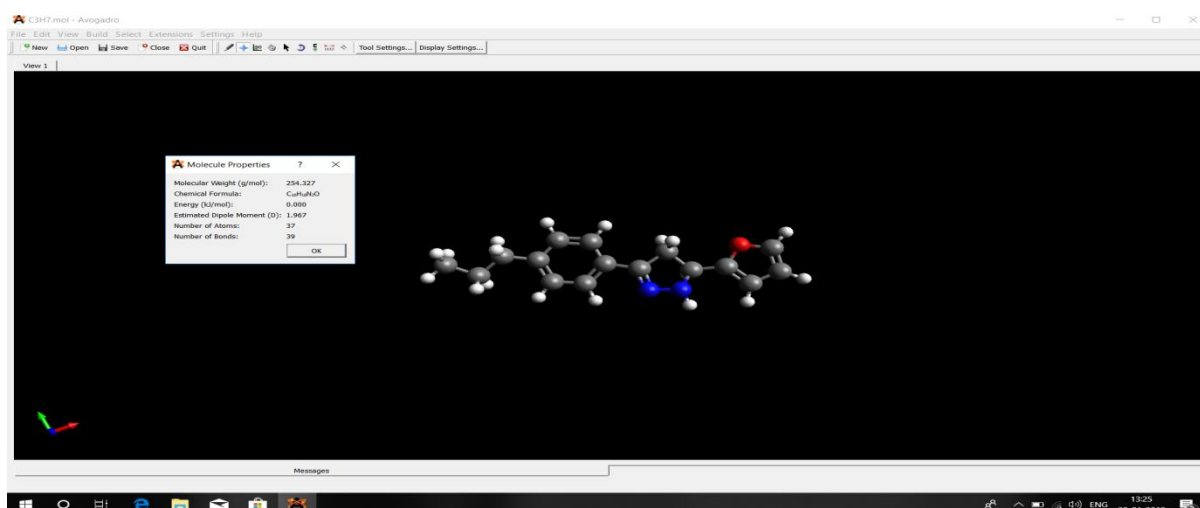 C3H7.mol - Avogadro
File Edit View Build Select Extensions Settings Help
New Open Save Close Quit Tool Settings... Display Settings...
View 1
Molecule Properties ? ×
Molecular Weight (g/mol): 254.327
Chemical Formula: C₁₆H₁₈N₂O
Energy (kJ/mol): 0.000
Estimated Dipole Moment (D): 1.967
Number of Atoms: 37
Number of Bonds: 39
OK
Messages
ENG 13:25